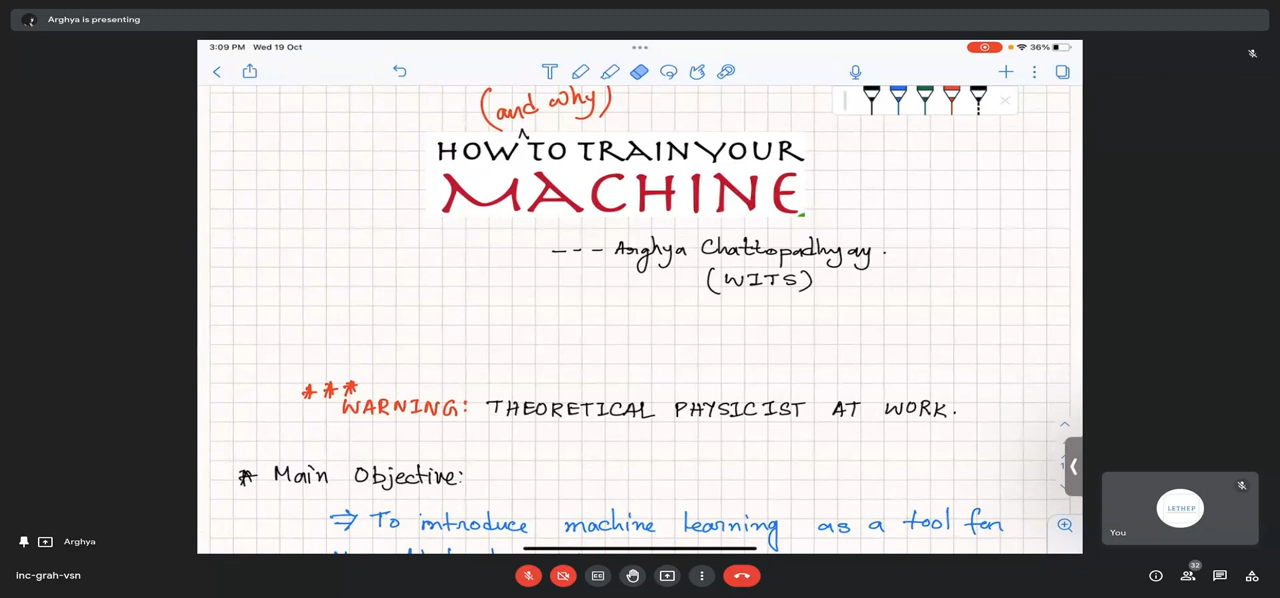 Arghya is presenting
3:09 PM Wed 19 Oct
36%
(and why)
HOW TO TRAIN YOUR
MACHINE
--- Arghya Chattopadhyay.
(WITS)
***
WARNING: THEORETICAL PHYSICIST AT WORK.
* Main Objective:
⇒ To introduce machine learning as a tool for
LETHEP
You
Arghya
lnc-grah-vsn
32